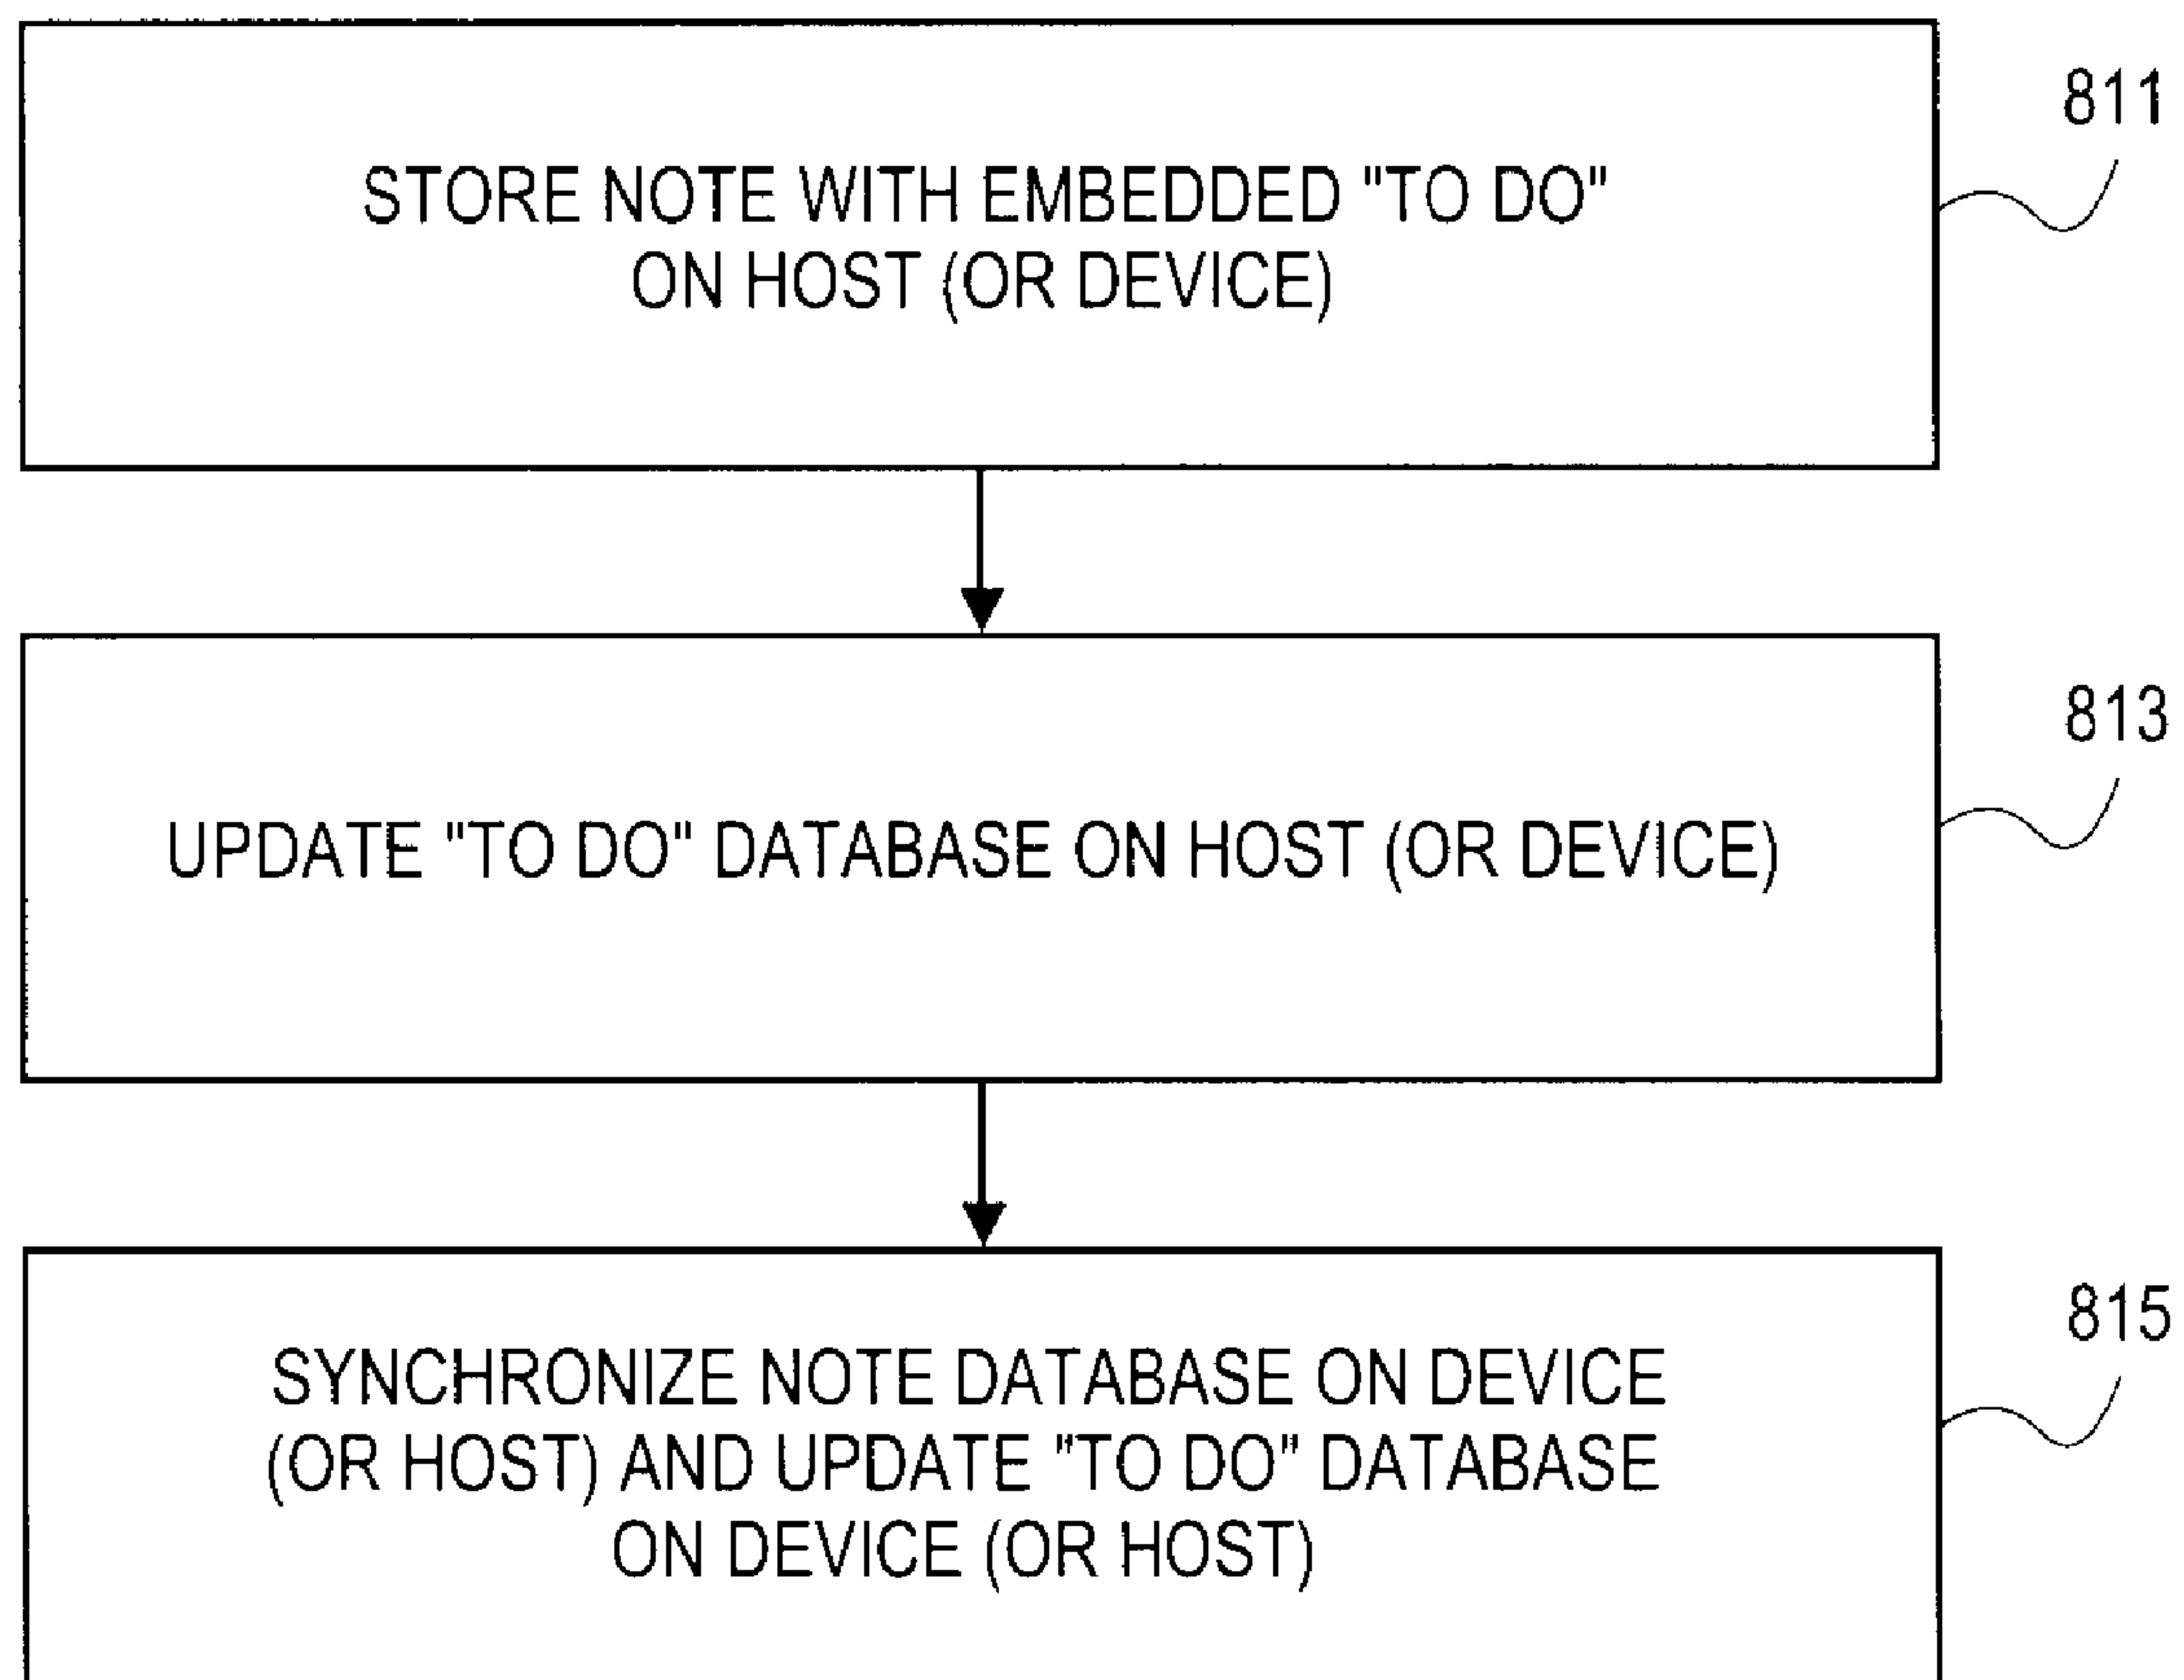 811
STORE NOTE WITH EMBEDDED "TO DO"
ON HOST (OR DEVICE)
813
UPDATE "TO DO" DATABASE ON HOST (OR DEVICE)
815
SYNCHRONIZE NOTE DATABASE ON DEVICE
(OR HOST) AND UPDATE "TO DO" DATABASE
ON DEVICE (OR HOST)